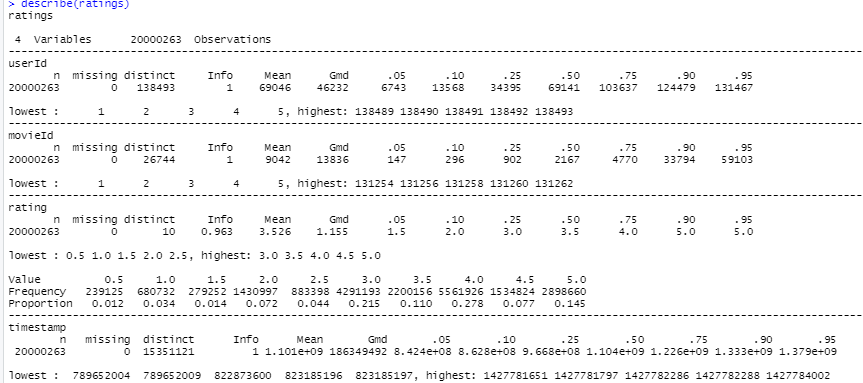 > describe(ratings)
ratings
4 Variables 20000263 Observations
userId
n missing distinct Info Mean Gmd .05 .10 .25 .50 .75 .90 .95
20000263 0 138493 1 69046 46232 6743 13568 34395 69141 103637 124479 131467
lowest : 1 2 3 4 5, highest: 138489 138490 138491 138492 138493
movieId
n missing distinct Info Mean Gmd .05 .10 .25 .50 .75 .90 .95
20000263 0 26744 1 9042 13836 147 296 902 2167 4770 33794 59103
lowest : 1 2 3 4 5, highest: 131254 131256 131258 131260 131262
rating
n missing distinct Info Mean Gmd .05 .10 .25 .50 .75 .90 .95
20000263 0 10 0.963 3.526 1.155 1.5 2.0 3.0 3.5 4.0 5.0 5.0
lowest : 0.5 1.0 1.5 2.0 2.5, highest: 3.0 3.5 4.0 4.5 5.0
Value 0.5 1.0 1.5 2.0 2.5 3.0 3.5 4.0 4.5 5.0
Frequency 239125 680732 279252 1430997 883398 4291193 2200156 5561926 1534824 2898660
Proportion 0.012 0.034 0.014 0.072 0.044 0.215 0.110 0.278 0.077 0.145
timestamp
n missing distinct Info Mean Gmd .05 .10 .25 .50 .75 .90 .95
20000263 0 15351121 1 1.101e+09 186349492 8.424e+08 8.628e+08 9.668e+08 1.104e+09 1.226e+09 1.333e+09 1.379e+09
lowest : 789652004 789652009 822873600 823185196 823185197, highest: 1427781651 1427781797 1427782286 1427782288 1427784002